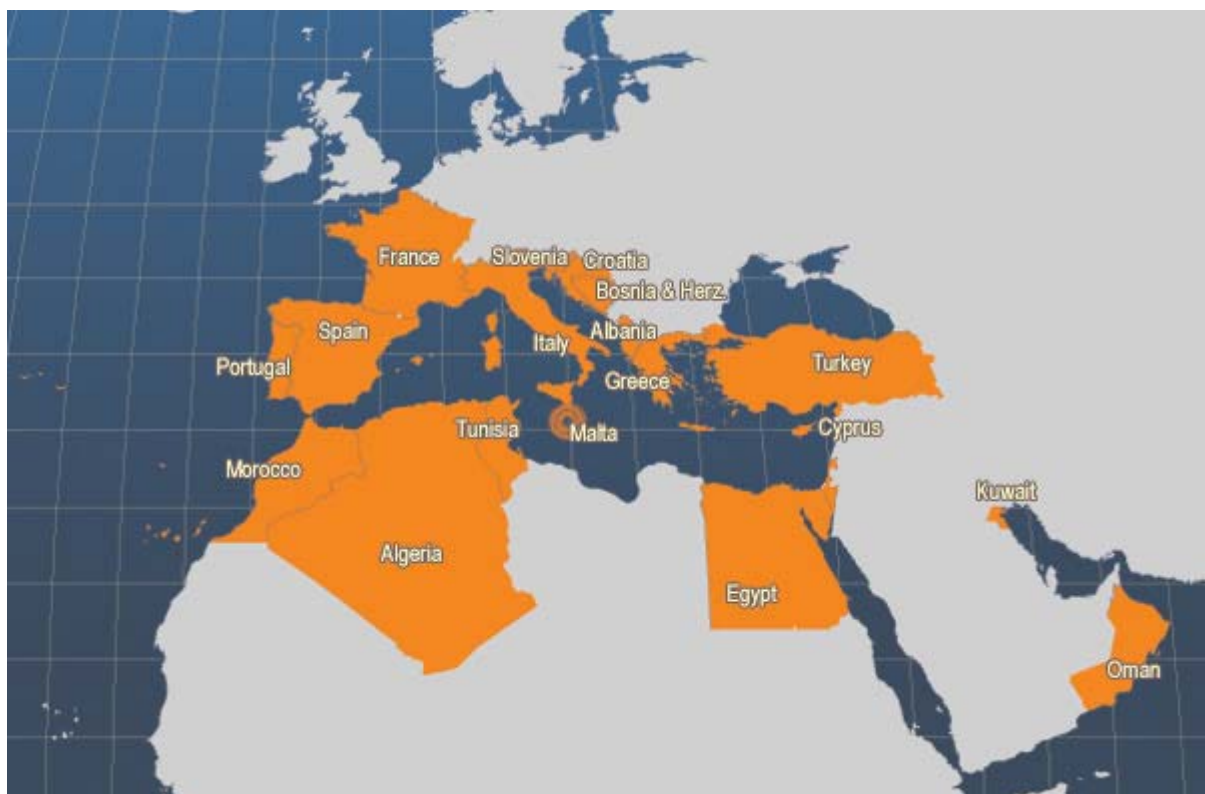 France
Slovenia
Croatia
Bosnia & Herz.
Spain
Albania
Italy
Portugal
Turkey
Greece
Tunisia
Malta
Cyprus
Morocco
Kuwait
Algeria
Egypt
Oman